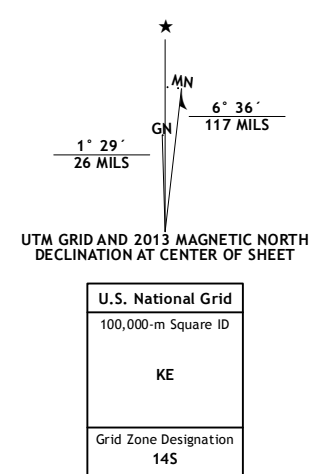 ★
MN
6° 36´
117 MILS
GN
1° 29´
26 MILS
UTM GRID AND 2013 MAGNETIC NORTH
DECLINATION AT CENTER OF SHEET
U.S. National Grid
100,000-m Square ID
KE
Grid Zone Designation
14S